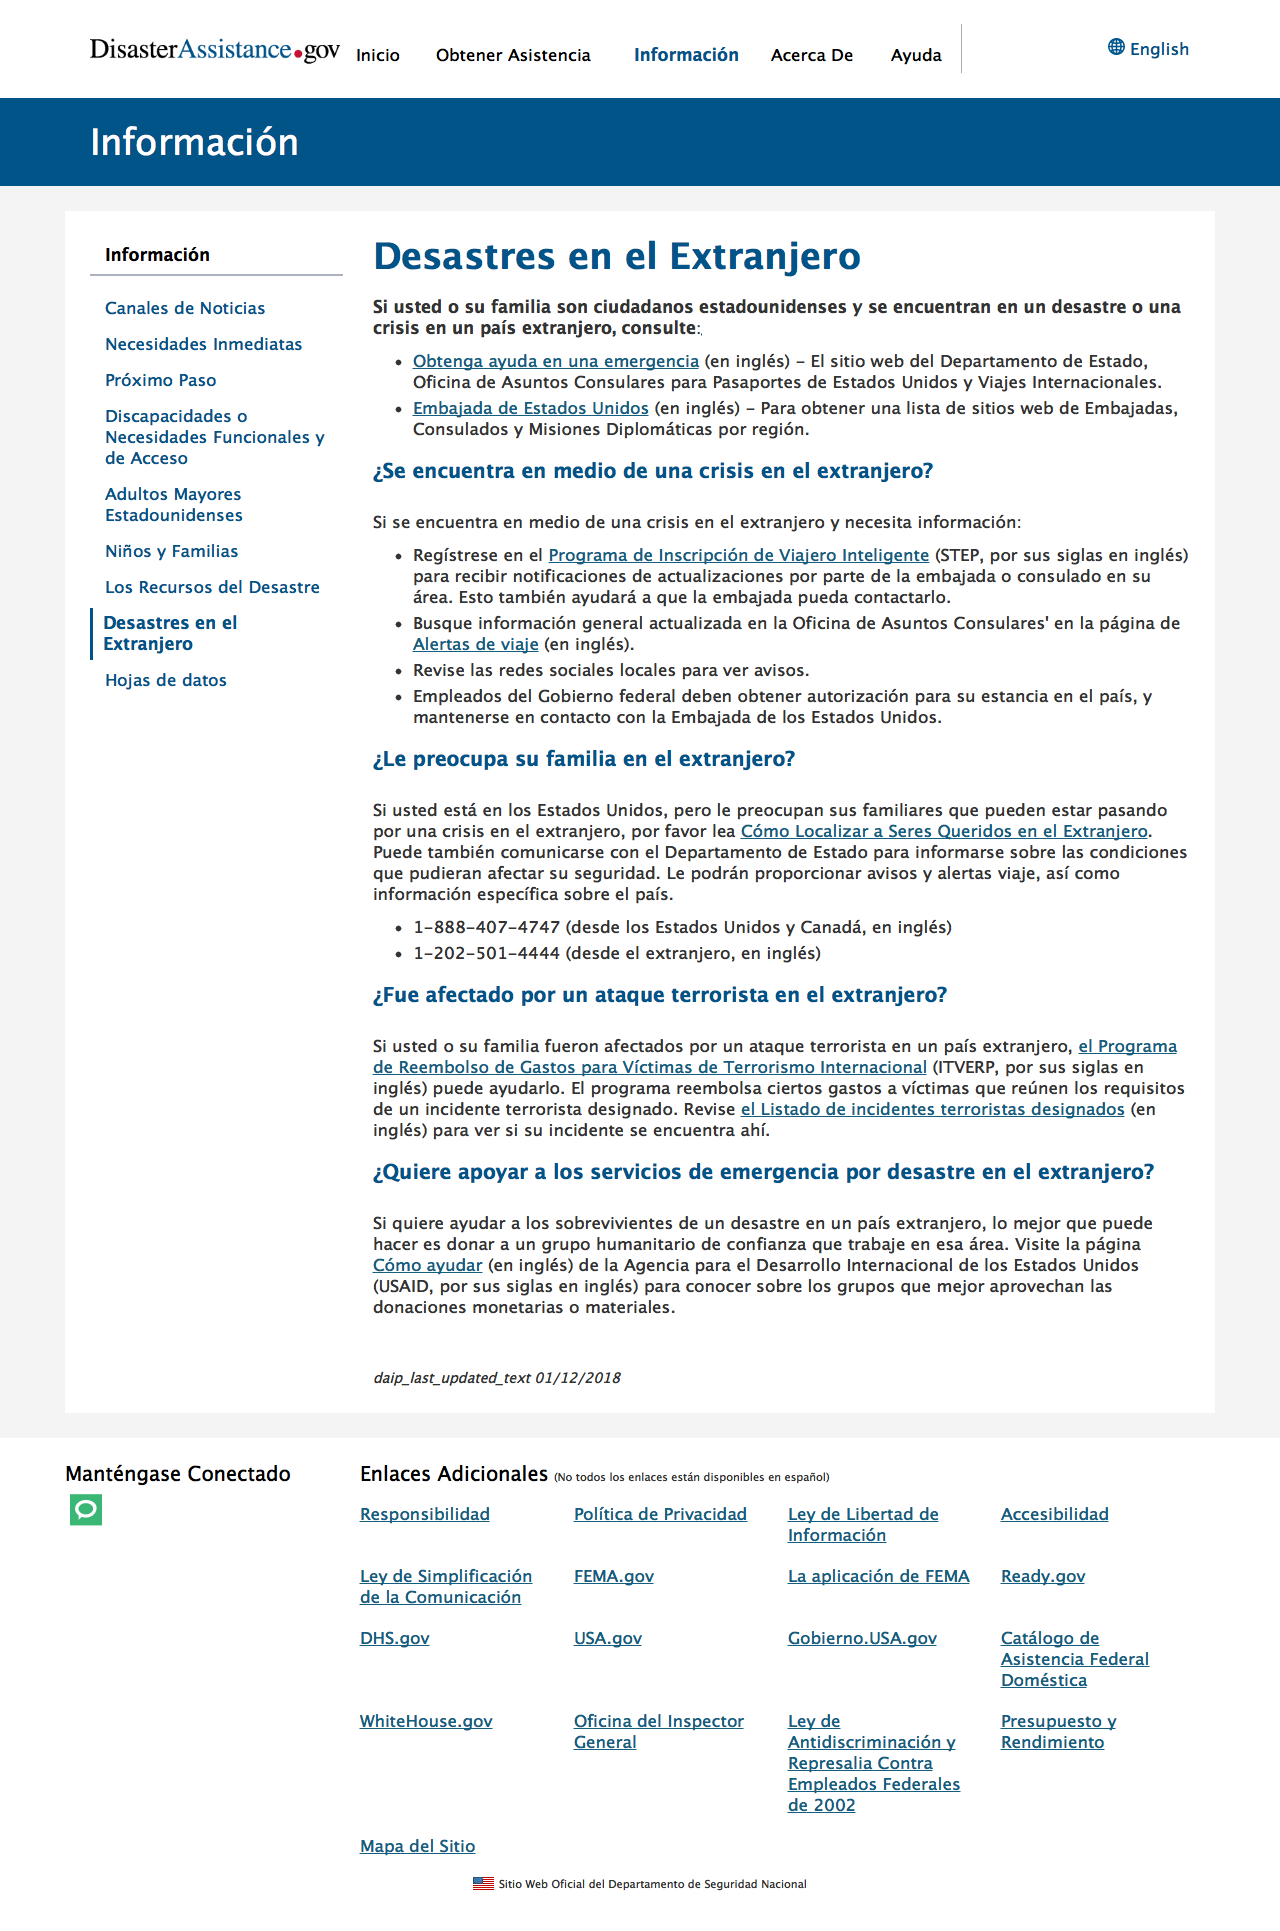 DisasterAssistance.gov
Inicio
Obtener Asistencia
Información
Acerca De
Ayuda
English
Información
Información
Canales de Noticias
Necesidades Inmediatas
Próximo Paso
Discapacidades o
Necesidades Funcionales y
de Acceso
Adultos Mayores
Estadounidenses
Niños y Familias
Los Recursos del Desastre
Desastres en el
Extranjero
Hojas de datos
Desastres en el Extranjero
Si usted o su familia son ciudadanos estadounidenses y se encuentran en un desastre o una
crisis en un país extranjero, consulte:
• Obtenga ayuda en una emergencia (en inglés) – El sitio web del Departamento de Estado,
Oficina de Asuntos Consulares para Pasaportes de Estados Unidos y Viajes Internacionales.
• Embajada de Estados Unidos (en inglés) – Para obtener una lista de sitios web de Embajadas,
Consulados y Misiones Diplomáticas por región.
¿Se encuentra en medio de una crisis en el extranjero?
Si se encuentra en medio de una crisis en el extranjero y necesita información:
• Regístrese en el Programa de Inscripción de Viajero Inteligente (STEP, por sus siglas en inglés)
para recibir notificaciones de actualizaciones por parte de la embajada o consulado en su
área. Esto también ayudará a que la embajada pueda contactarlo.
• Busque información general actualizada en la Oficina de Asuntos Consulares' en la página de
Alertas de viaje (en inglés).
• Revise las redes sociales locales para ver avisos.
• Empleados del Gobierno federal deben obtener autorización para su estancia en el país, y
mantenerse en contacto con la Embajada de los Estados Unidos.
¿Le preocupa su familia en el extranjero?
Si usted está en los Estados Unidos, pero le preocupan sus familiares que pueden estar pasando
por una crisis en el extranjero, por favor lea Cómo Localizar a Seres Queridos en el Extranjero.
Puede también comunicarse con el Departamento de Estado para informarse sobre las condiciones
que pudieran afectar su seguridad. Le podrán proporcionar avisos y alertas viaje, así como
información específica sobre el país.
• 1-888-407-4747 (desde los Estados Unidos y Canadá, en inglés)
• 1-202-501-4444 (desde el extranjero, en inglés)
¿Fue afectado por un ataque terrorista en el extranjero?
Si usted o su familia fueron afectados por un ataque terrorista en un país extranjero, el Programa
de Reembolso de Gastos para Víctimas de Terrorismo Internacional (ITVERP, por sus siglas en
inglés) puede ayudarlo. El programa reembolsa ciertos gastos a víctimas que reúnen los requisitos
de un incidente terrorista designado. Revise el Listado de incidentes terroristas designados (en
inglés) para ver si su incidente se encuentra ahí.
¿Quiere apoyar a los servicios de emergencia por desastre en el extranjero?
Si quiere ayudar a los sobrevivientes de un desastre en un país extranjero, lo mejor que puede
hacer es donar a un grupo humanitario de confianza que trabaje en esa área. Visite la página
Cómo ayudar (en inglés) de la Agencia para el Desarrollo Internacional de los Estados Unidos
(USAID, por sus siglas en inglés) para conocer sobre los grupos que mejor aprovechan las
donaciones monetarias o materiales.
daip_last_updated_text 01/12/2018
Manténgase Conectado
Enlaces Adicionales (No todos los enlaces están disponibles en español)
Responsibilidad
Política de Privacidad
Ley de Libertad de
Información
Accesibilidad
Ley de Simplificación
de la Comunicación
FEMA.gov
La aplicación de FEMA
Ready.gov
DHS.gov
USA.gov
Gobierno.USA.gov
Catálogo de
Asistencia Federal
Doméstica
WhiteHouse.gov
Oficina del Inspector
General
Ley de
Antidiscriminación y
Represalia Contra
Empleados Federales
de 2002
Presupuesto y
Rendimiento
Mapa del Sitio
Sitio Web Oficial del Departamento de Seguridad Nacional